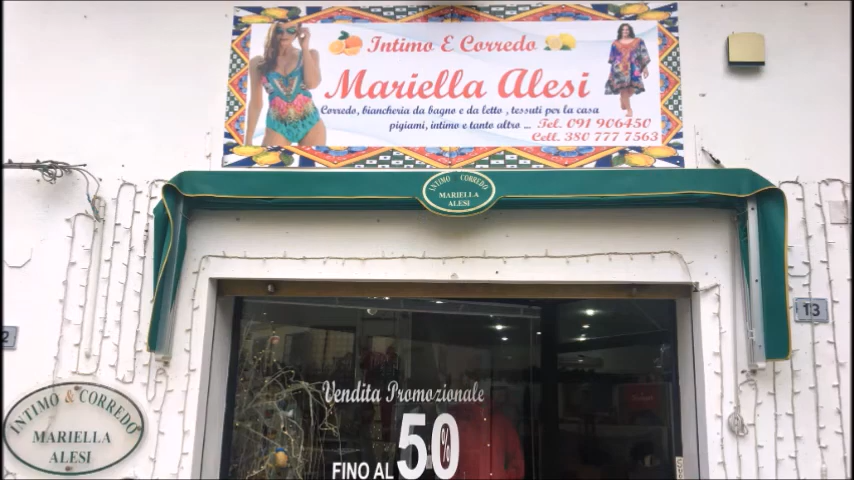 Intimo E Corredo
Mariella Alesi
Corredo, biancheria da bagno e da letto , tessuti per la casa
pigiami, intimo e tanto altro ...
Tel. 091 906450
Cell. 380 777 7563
INTIMO CORREDO
MARIELLA
ALESI
13
2
INTIMO & CORREDO
MARIELLA
ALESI
Vendita Promozionale
FINO AL 50%